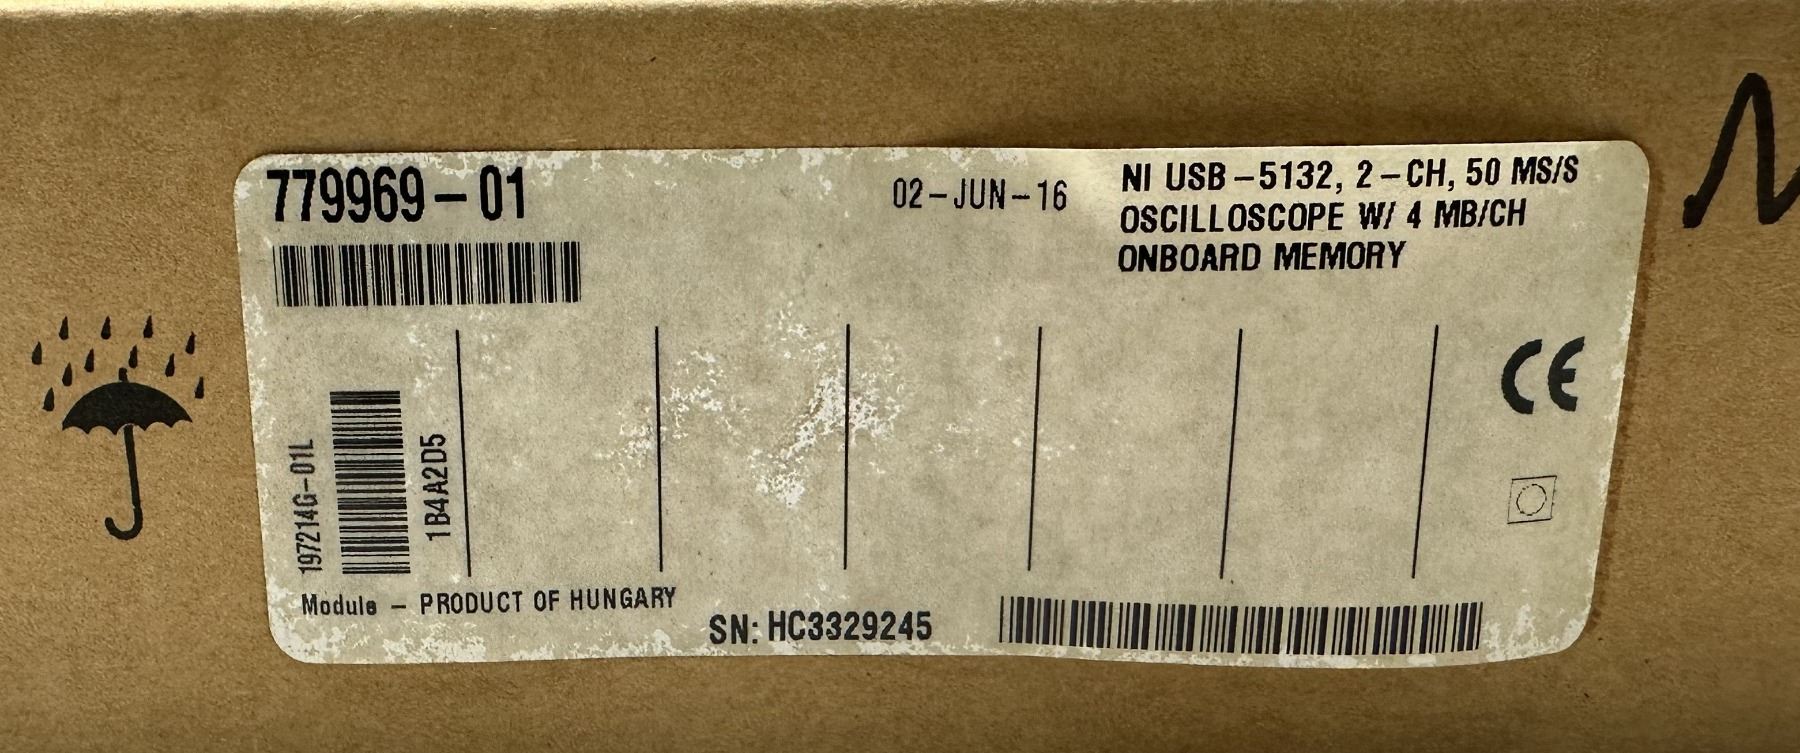 779969-01
02-JUN-16
NI USB-5132, 2-CH, 50 MS/S
OSCILLOSCOPE W/ 4 MB/CH
ONBOARD MEMORY
197214G-01L
1B4A2D5
CE
Module - PRODUCT OF HUNGARY
SN: HC3329245